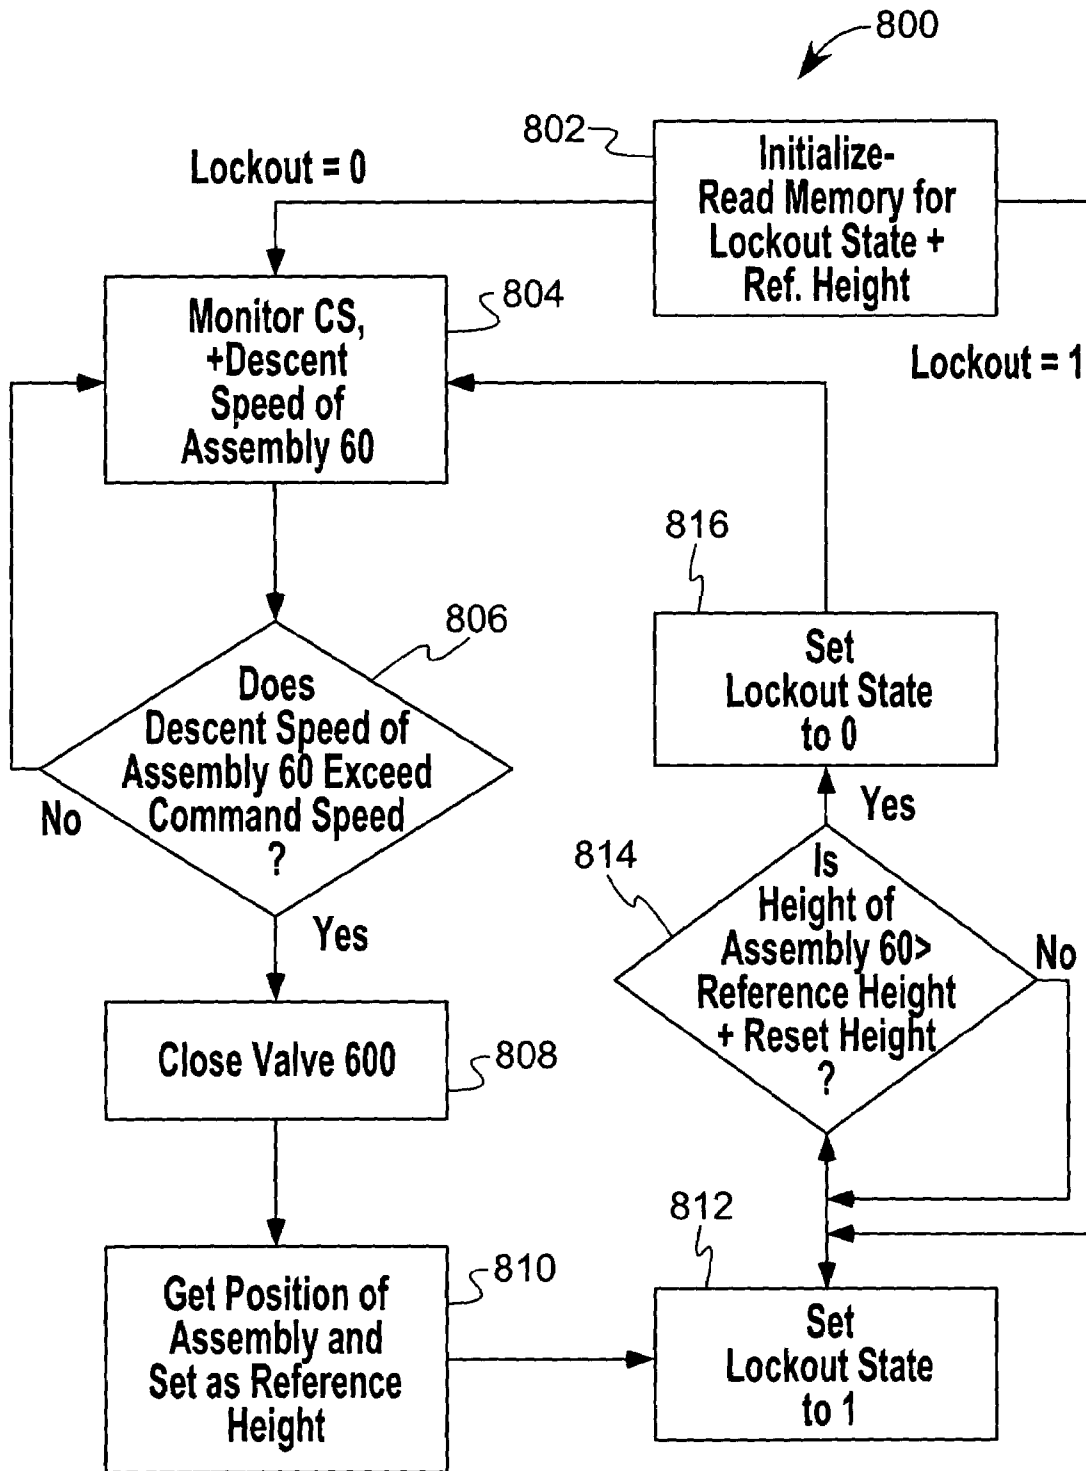 800
802
Initialize-
Read Memory for
Lockout State +
Ref. Height
Lockout = 0
Lockout = 1
804
Monitor CS,
+Descent
Speed of
Assembly 60
806
Does
Descent Speed of
Assembly 60 Exceed
Command Speed
?
No
Yes
808
Close Valve 600
810
Get Position of
Assembly and
Set as Reference
Height
812
Set
Lockout State
to 1
814
Is
Height of
Assembly 60>
Reference Height
+ Reset Height
?
No
Yes
816
Set
Lockout State
to 0